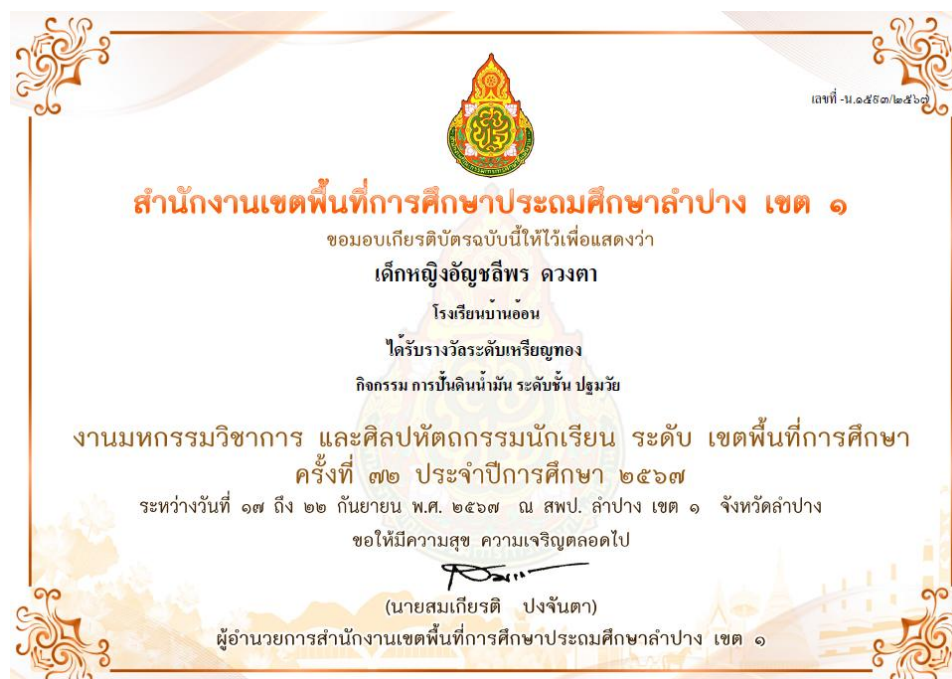 เลขที่ -น.๑๕๕๓/๒๕๖๗
สำนักงานเขตพื้นที่การศึกษาประถมศึกษาลำปาง เขต ๑
ขอมอบเกียรติบัตรฉบับนี้ให้ไว้เพื่อแสดงว่า
เด็กหญิงอัญชลีพร ดวงตา
โรงเรียนบ้านอ้อน
ได้รับรางวัลระดับเหรียญทอง
กิจกรรม การปั้นดินน้ำมัน ระดับชั้น ปฐมวัย
งานมหกรรมวิชาการ และศิลปหัตถกรรมนักเรียน ระดับ เขตพื้นที่การศึกษา
ครั้งที่ ๗๒ ประจำปีการศึกษา ๒๕๖๗
ระหว่างวันที่ ๑๗ ถึง ๒๒ กันยายน พ.ศ. ๒๕๖๗ ณ สพป. ลำปาง เขต ๑ จังหวัดลำปาง
ขอให้มีความสุข ความเจริญตลอดไป
(นายสมเกียรติ ปงจันตา)
ผู้อำนวยการสำนักงานเขตพื้นที่การศึกษาประถมศึกษาลำปาง เขต ๑